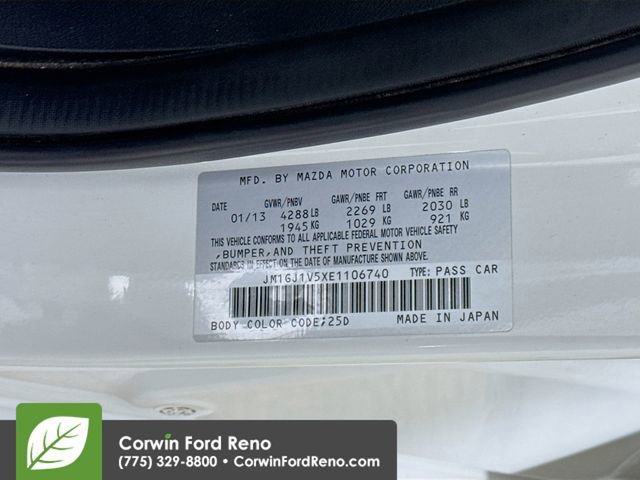 MFD. BY MAZDA MOTOR CORPORATION
DATE GVWR/PNBV GAWR/PNBE FRT GAWR/PNBE RR
01/13 4288 LB 2269 LB 2030 LB
1945 KG 1029 KG 921 KG
THIS VEHICLE CONFORMS TO ALL APPLICABLE FEDERAL MOTOR VEHICLE SAFETY
,BUMPER,AND THEFT PREVENTION
STANDARDS IN EFFECT ON THE DATE OF MANUFACTURE SHOWN ABOVE.
JM1GJ1V5XE1106740 TYPE: PASS CAR
BODY COLOR CODE;25D MADE IN JAPAN
Corwin Ford Reno
(775) 329-8800 • CorwinFordReno.com